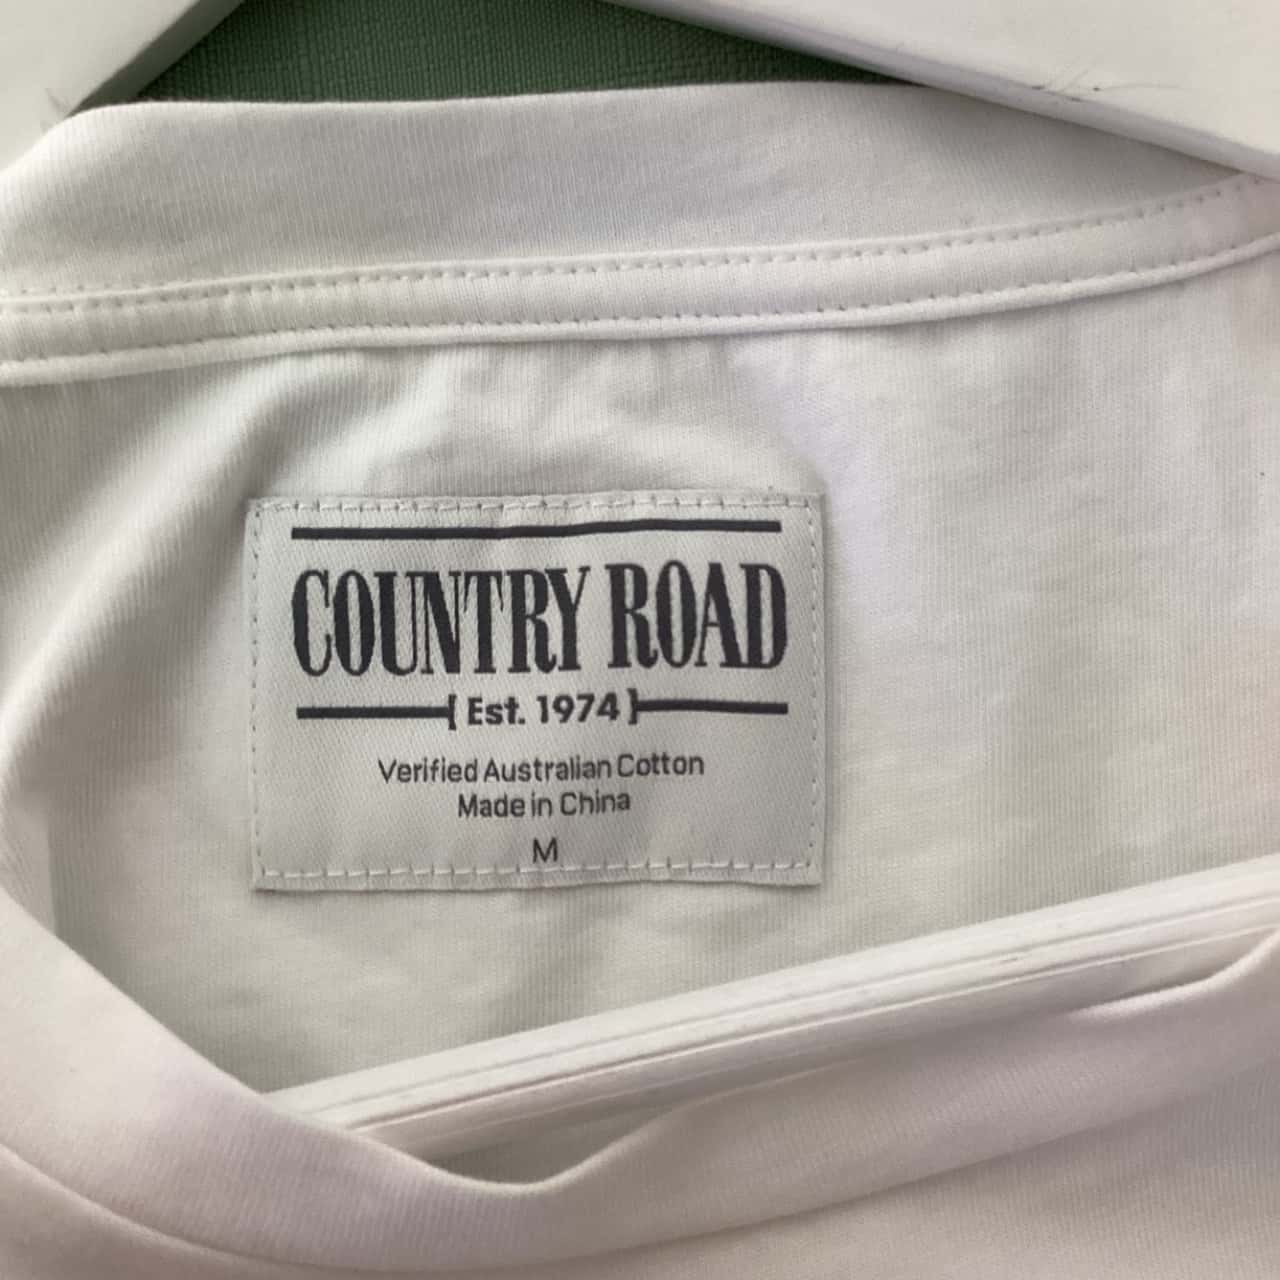 COUNTRY ROAD
{ Est. 1974 }
Verified Australian Cotton
Made in China
M